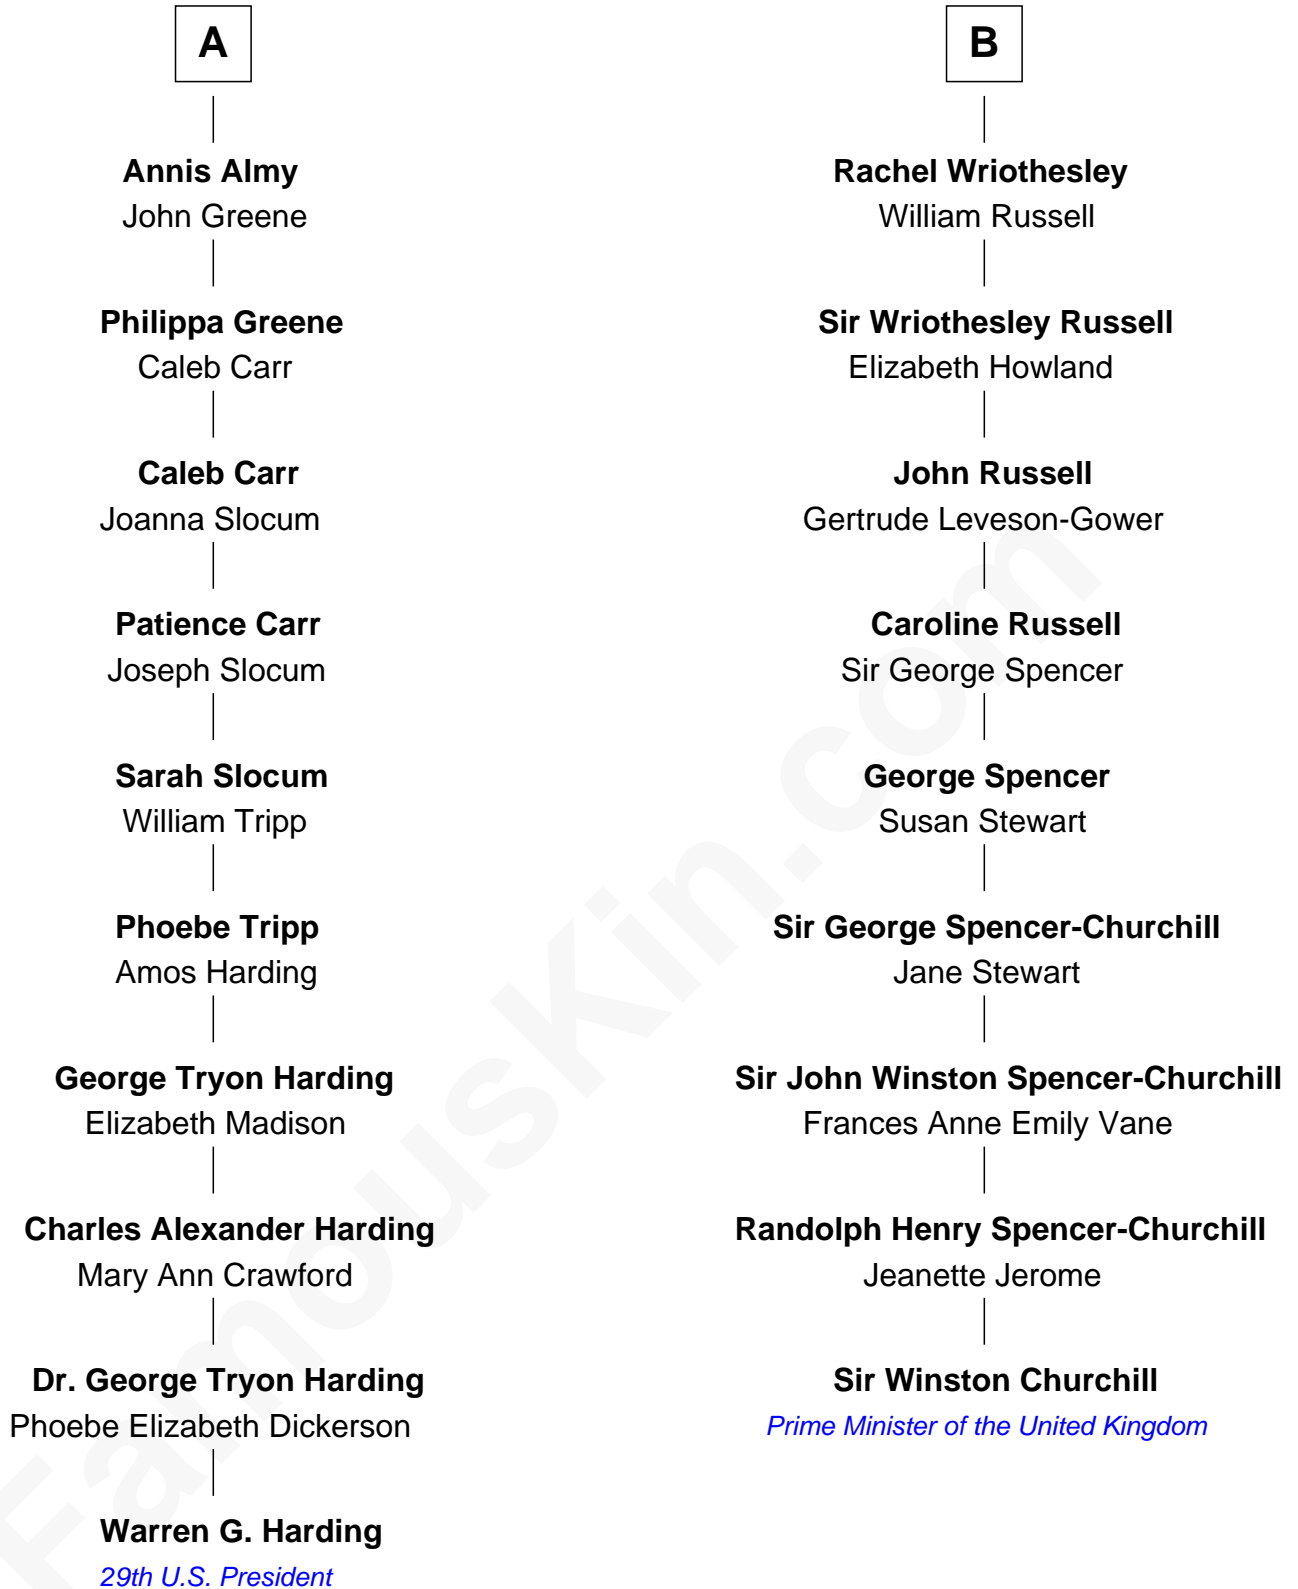 A
Annis Almy
John Greene
Philippa Greene
Caleb Carr
Caleb Carr
Joanna Slocum
Patience Carr
Joseph Slocum
Sarah Slocum
William Tripp
Phoebe Tripp
Amos Harding
George Tryon Harding
Elizabeth Madison
Charles Alexander Harding
Mary Ann Crawford
Dr. George Tryon Harding
Phoebe Elizabeth Dickerson
Warren G. Harding
29th U.S. President
B
Rachel Wriothesley
William Russell
Sir Wriothesley Russell
Elizabeth Howland
John Russell
Gertrude Leveson-Gower
Caroline Russell
Sir George Spencer
George Spencer
Susan Stewart
Sir George Spencer-Churchill
Jane Stewart
Sir John Winston Spencer-Churchill
Frances Anne Emily Vane
Randolph Henry Spencer-Churchill
Jeanette Jerome
Sir Winston Churchill
Prime Minister of the United Kingdom
FamousKin.com